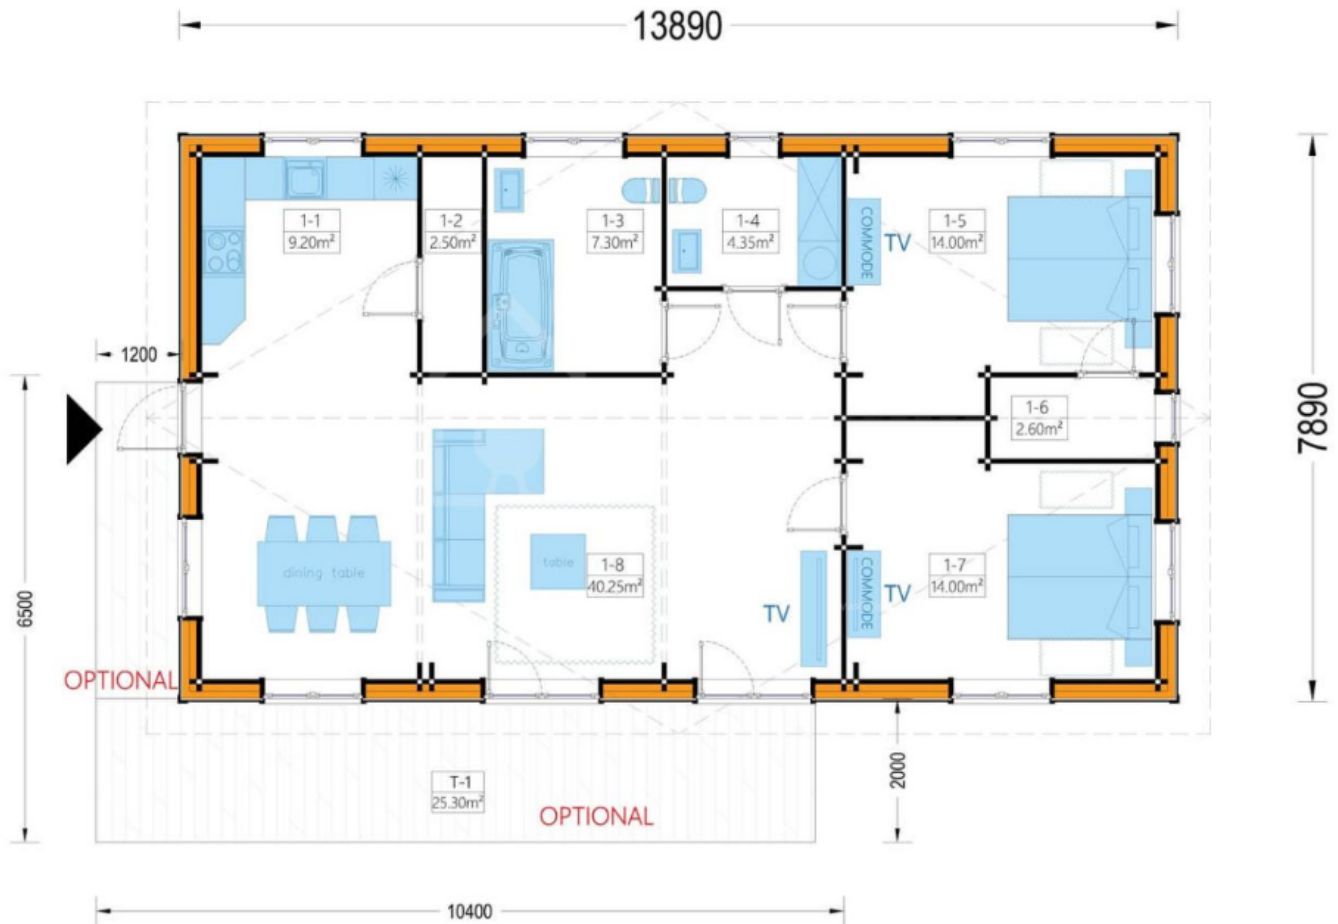 13890
1-1
9.20m²
1-2
2.50m²
1-3
7.30m²
1-4
4.35m²
COMMODE
TV
1-5
14.00m²
1200
7890
1-6
2.60m²
6500
dining table
table
1-8
40.25m²
TV
COMMODE
TV
1-7
14.00m²
OPTIONAL
T-1
25.30m²
OPTIONAL
2000
10400